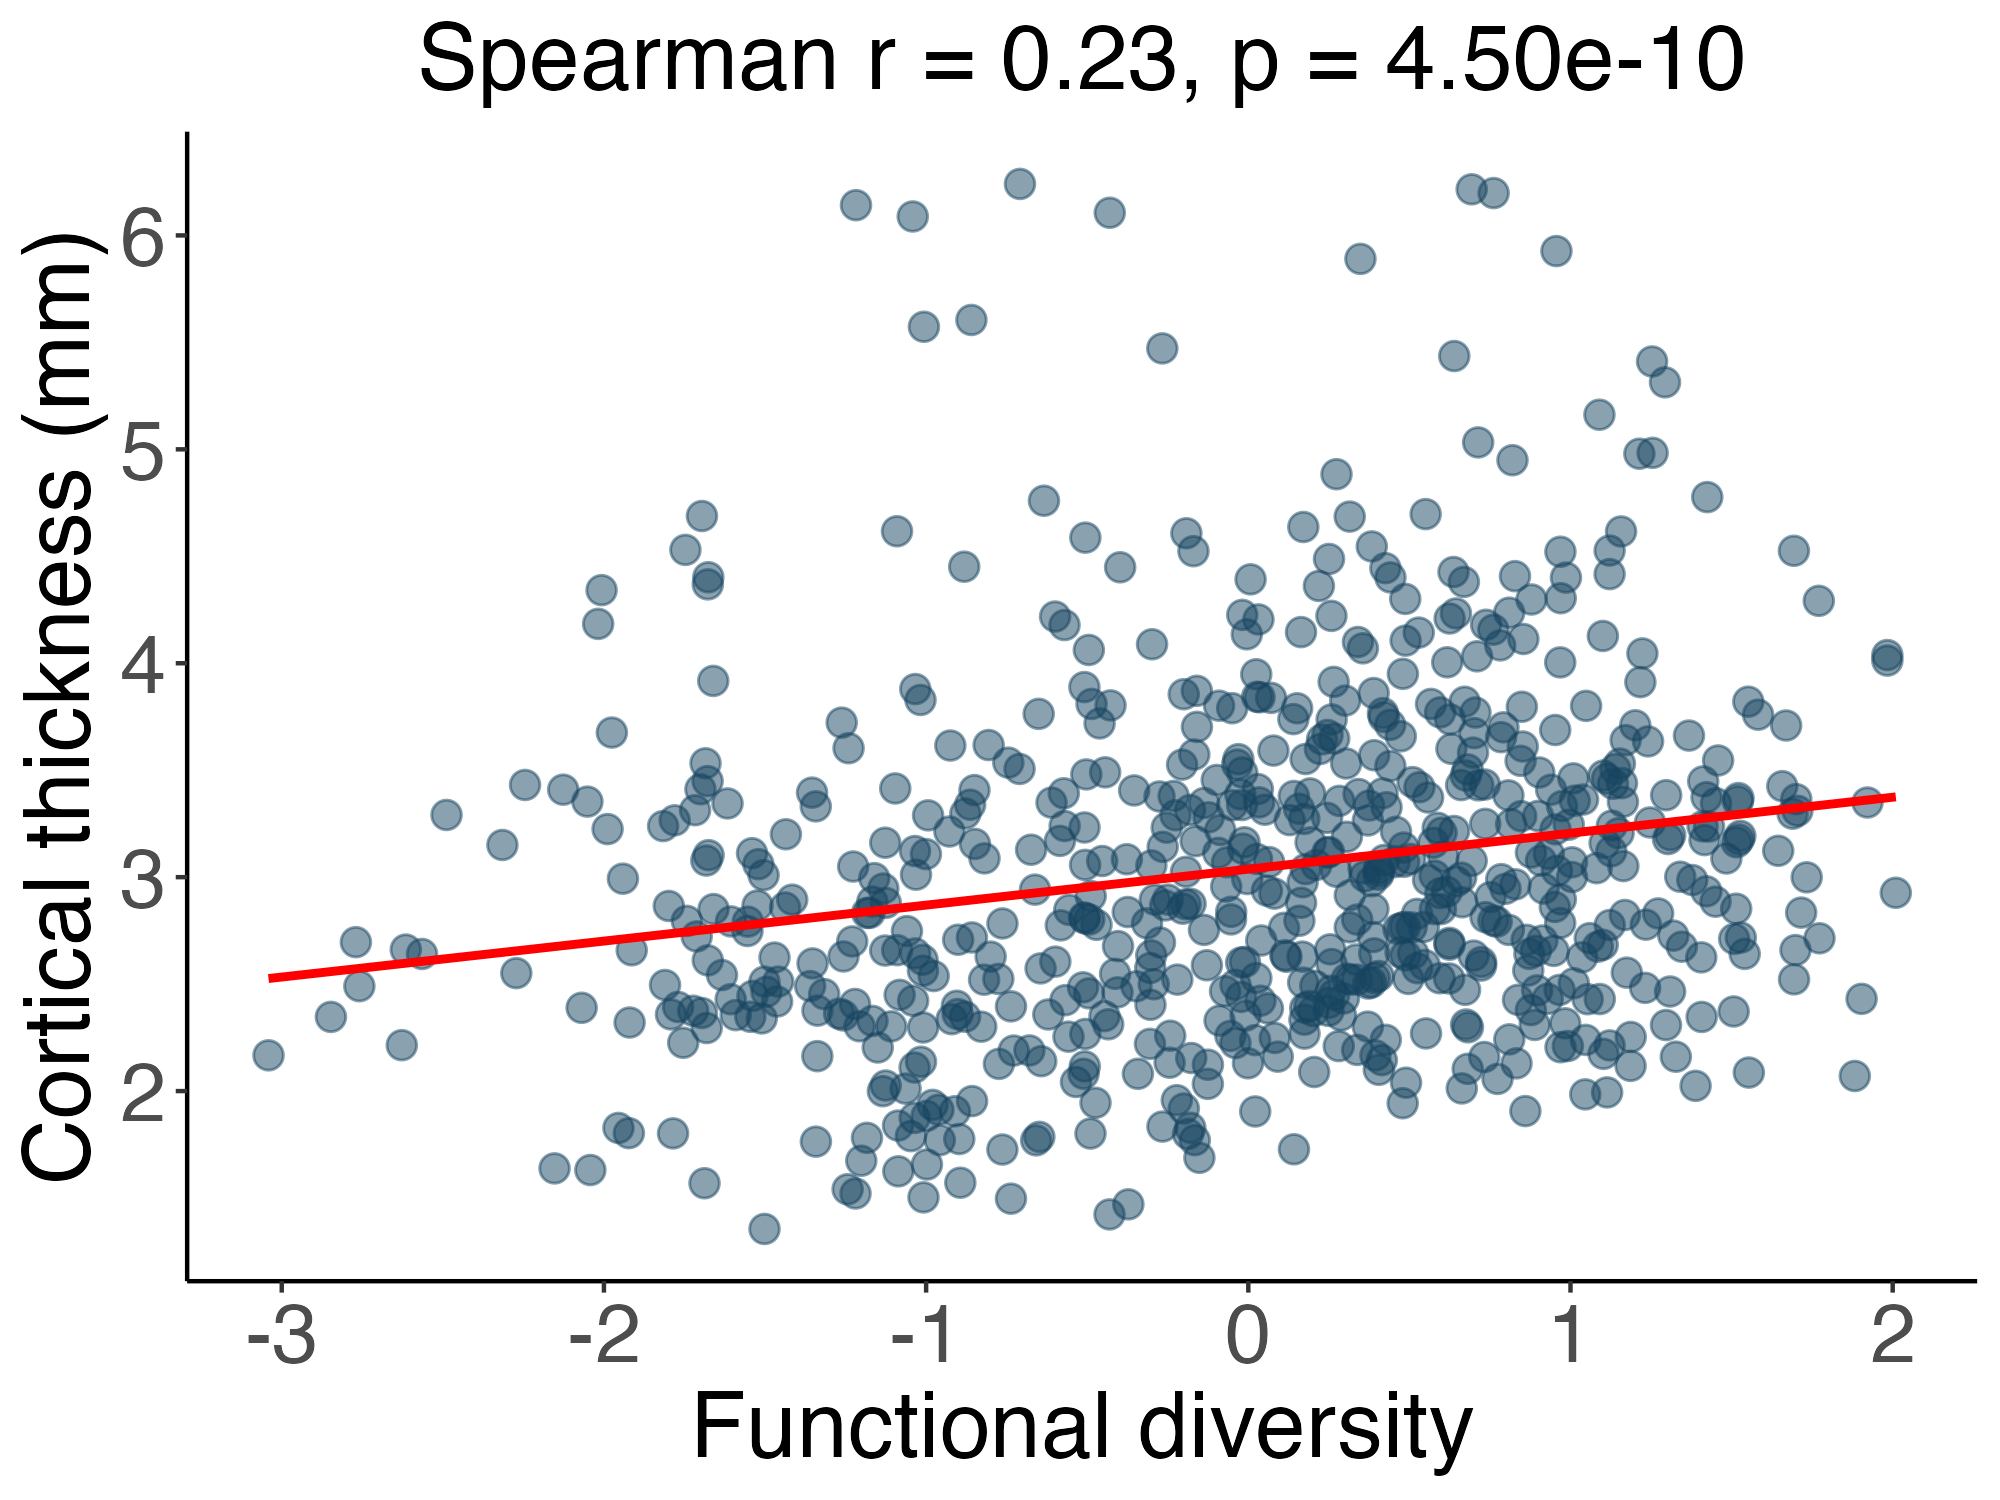 Spearman r = 0.23, p = 4.50e-10
Cortical thickness (mm)
6
5
4
3
2
-3 -2 -1 0 1 2
Functional diversity